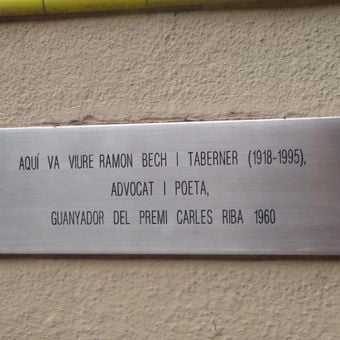 AQUÍ VA VIURE RAMON BECH I TABERNER (1918-1995),
ADVOCAT I POETA,
GUANYADOR DEL PREMI CARLES RIBA 1960